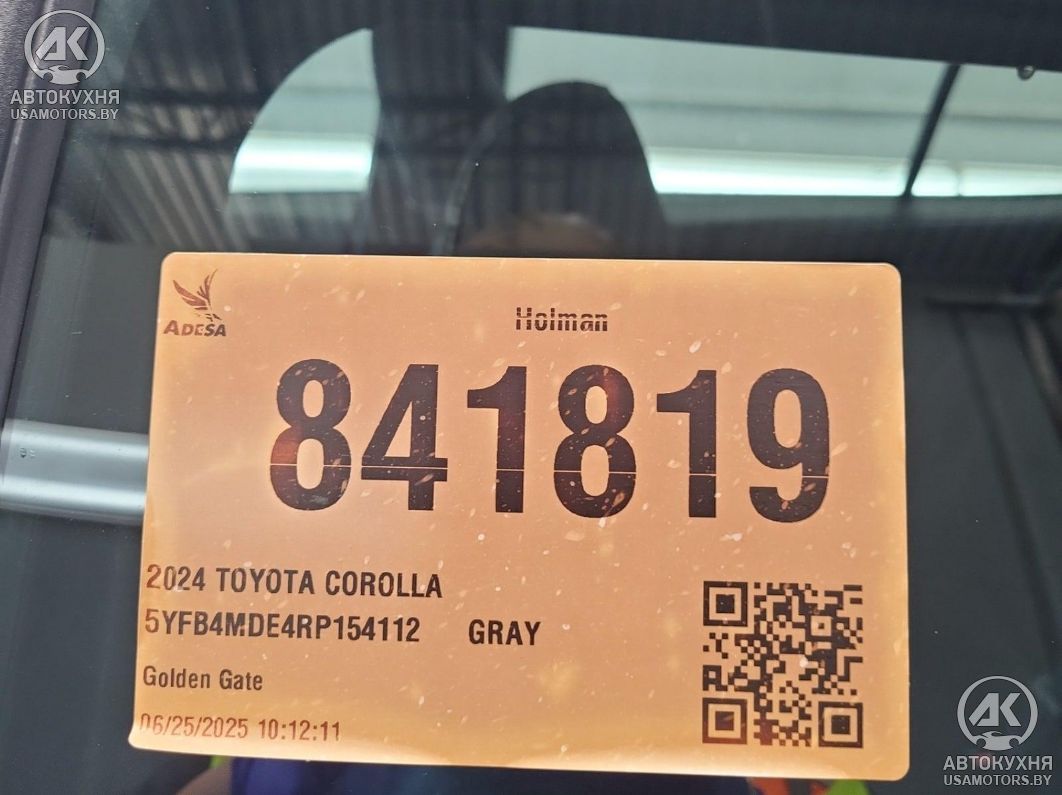 АВТОКУХНЯ
USAMOTORS.BY
ADESA
Holman
841819
2024 TOYOTA COROLLA
5YFB4MDE4RP154112 GRAY
Golden Gate
06/25/2025 10:12:11
АВТОКУХНЯ
USAMOTORS.BY